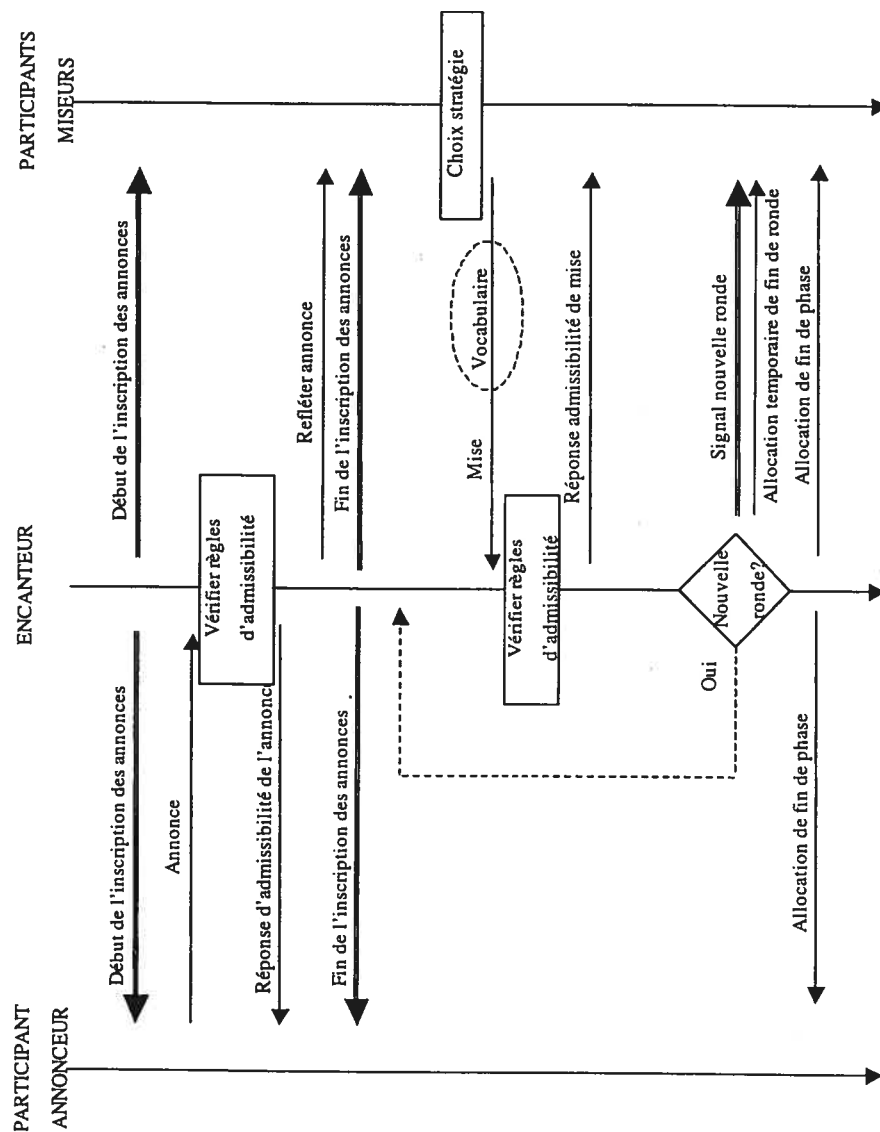 PARTICIPANT
ANNONCEUR
ENCANTEUR
PARTICIPANTS
MISEURS
Début de l'inscription des annonces
Début de l'inscription des annonces
Annonce
Vérifier règles
d'admissibilité
Réponse d'admissibilité de l'annonce
Refléter annonce
Fin de l'inscription des annonces
Fin de l'inscription des annonces
Choix stratégie
Mise
Vocabulaire
Vérifier règles
d'admissibilité
Réponse admissibilité de mise
Oui
Nouvelle
ronde?
Signal nouvelle ronde
Allocation temporaire de fin de ronde
Allocation de fin de phase
Allocation de fin de phase